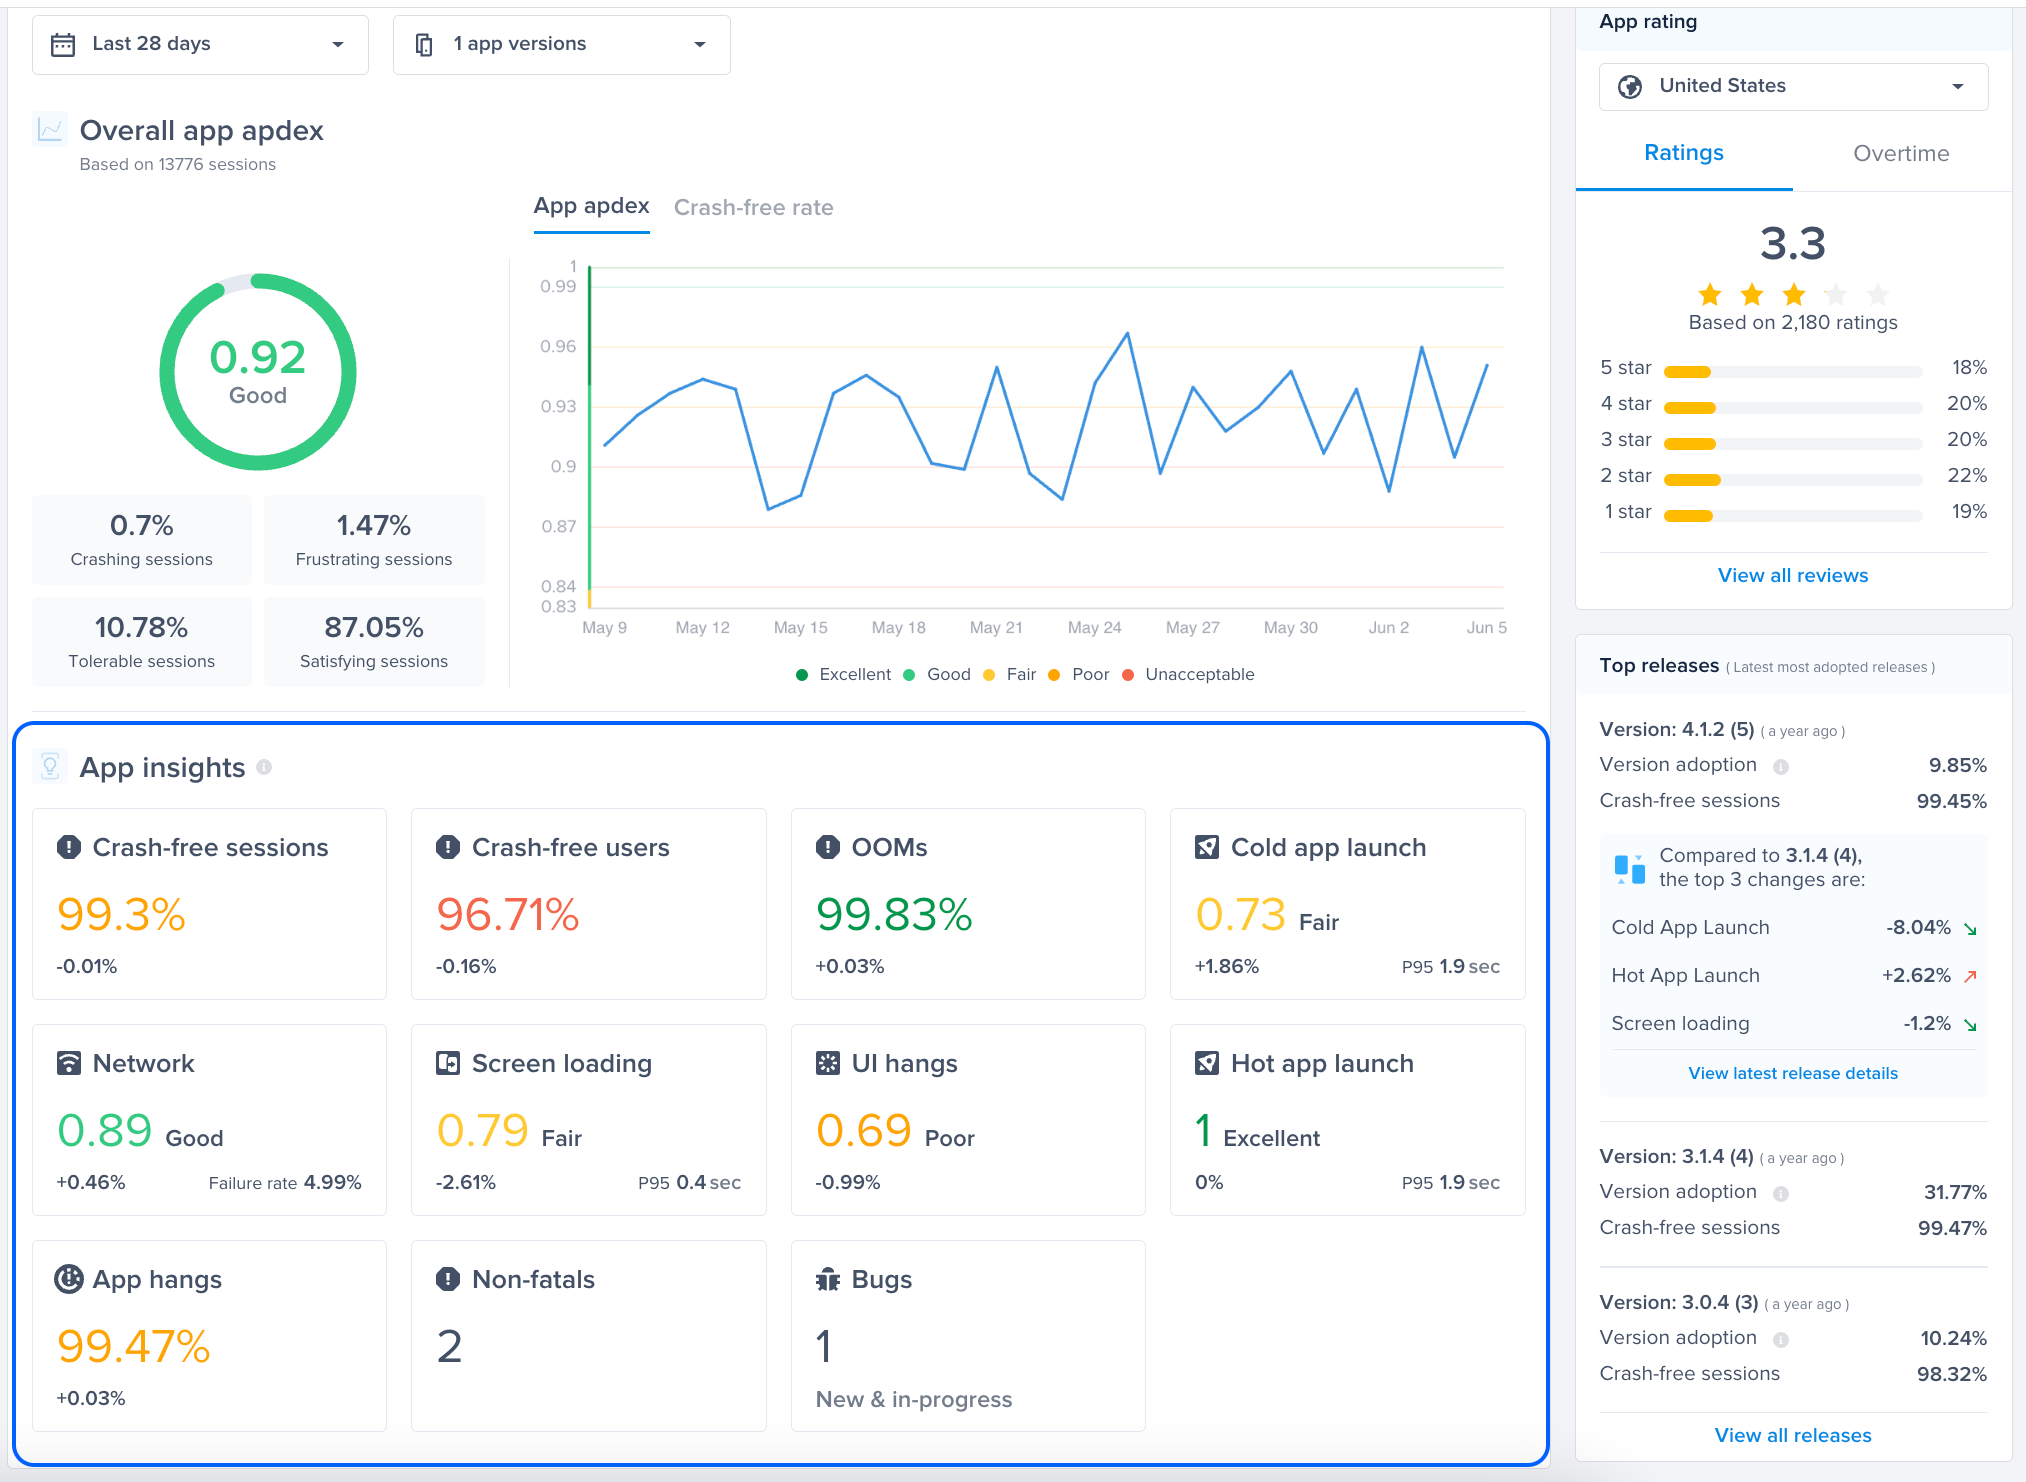 Last 28 days
1 app versions
Overall app apdex
Based on 13776 sessions
0.92
Good
0.7%
Crashing sessions
1.47%
Frustrating sessions
10.78%
Tolerable sessions
87.05%
Satisfying sessions
App apdex
Crash-free rate
1
0.99
0.96
0.93
0.9
0.87
0.84
0.83
May 9
May 12
May 15
May 18
May 21
May 24
May 27
May 30
Jun 2
Jun 5
Excellent
Good
Fair
Poor
Unacceptable
App insights
Crash-free sessions
99.3%
-0.01%
Crash-free users
96.71%
-0.16%
OOMs
99.83%
+0.03%
Cold app launch
0.73 Fair
+1.86%
P95 1.9 sec
Network
0.89 Good
+0.46%
Failure rate 4.99%
Screen loading
0.79 Fair
-2.61%
P95 0.4 sec
UI hangs
0.69 Poor
-0.99%
Hot app launch
1 Excellent
0%
P95 1.9 sec
App hangs
99.47%
+0.03%
Non-fatals
2
Bugs
1
New & in-progress
App rating
United States
Ratings
Overtime
3.3
Based on 2,180 ratings
5 star 18%
4 star 20%
3 star 20%
2 star 22%
1 star 19%
View all reviews
Top releases ( Latest most adopted releases )
Version: 4.1.2 (5) ( a year ago )
Version adoption 9.85%
Crash-free sessions 99.45%
Compared to 3.1.4 (4),
the top 3 changes are:
Cold App Launch -8.04%
Hot App Launch +2.62%
Screen loading -1.2%
View latest release details
Version: 3.1.4 (4) ( a year ago )
Version adoption 31.77%
Crash-free sessions 99.47%
Version: 3.0.4 (3) ( a year ago )
Version adoption 10.24%
Crash-free sessions 98.32%
View all releases